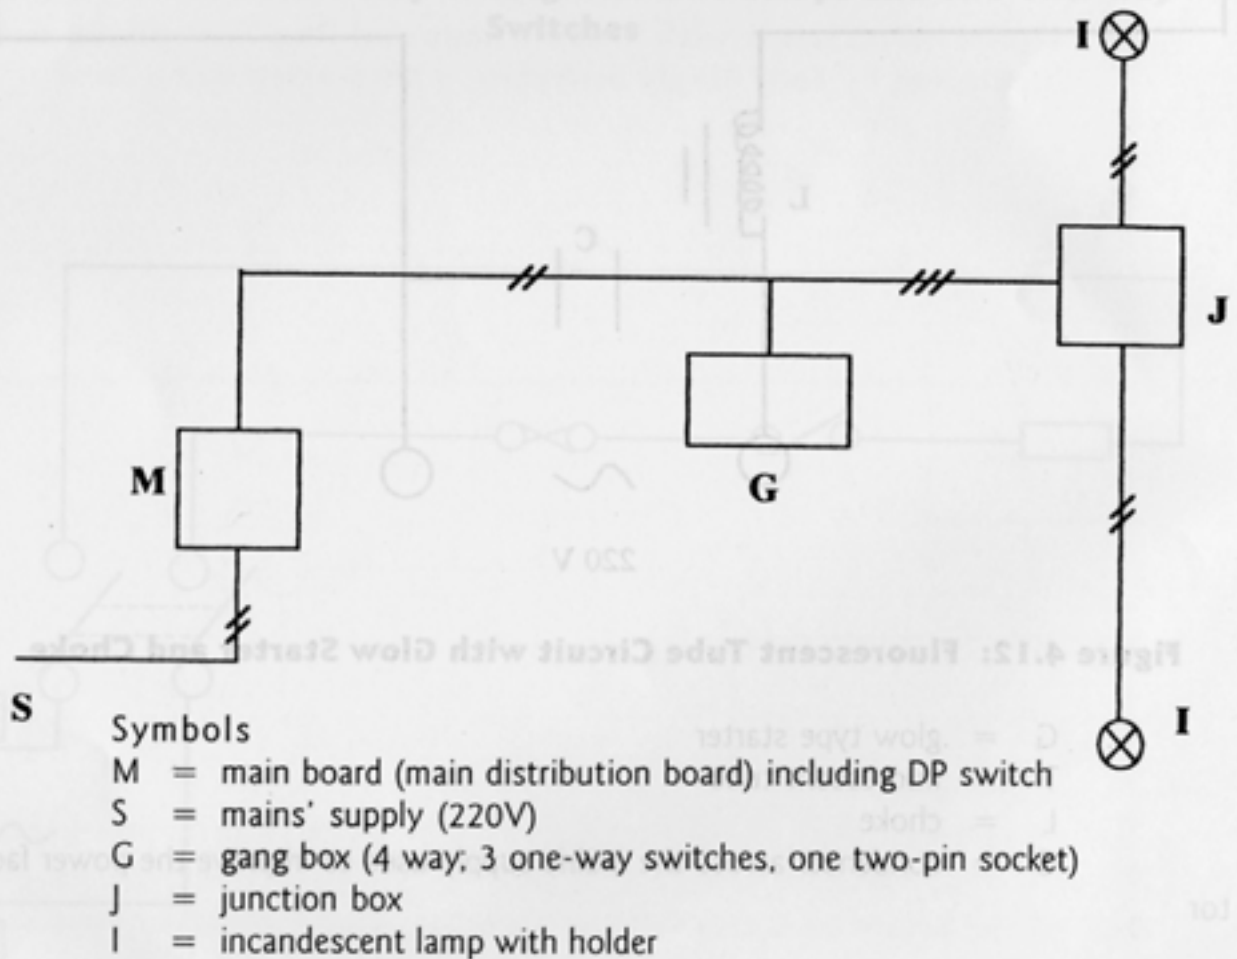 Switches
I
J
M
G
I
S
Symbols
M = main board (main distribution board) including DP switch
S = mains' supply (220V)
G = gang box (4 way: 3 one-way switches, one two-pin socket)
J = junction box
I = incandescent lamp with holder